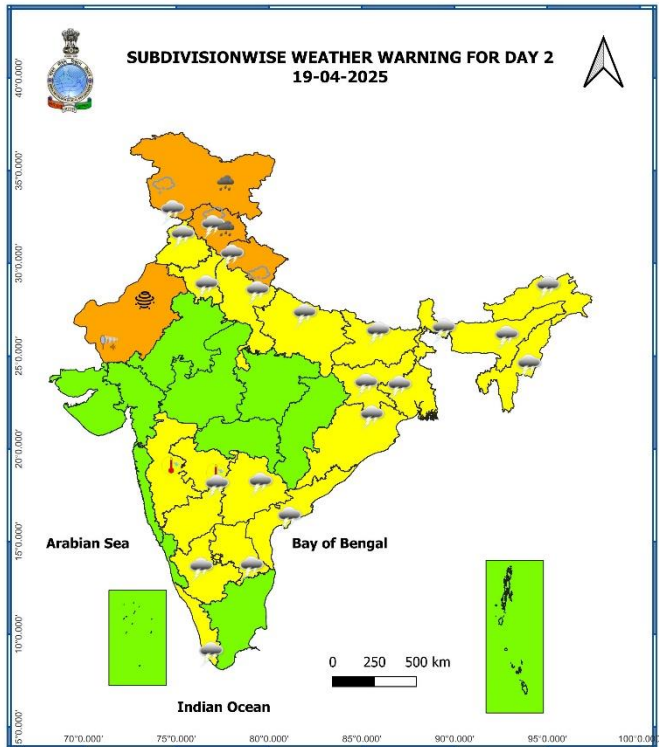 SUBDIVISIONWISE WEATHER WARNING FOR DAY 2
19-04-2025
40°0.000'
35°0.000'
30°0.000'
25°0.000'
20°0.000'
15°0.000'
10°0.000'
5°0.000'
Arabian Sea
Bay of Bengal
0 250 500 km
Indian Ocean
70°0.000' 75°0.000' 80°0.000' 85°0.000' 90°0.000' 95°0.000' 100°0.000'